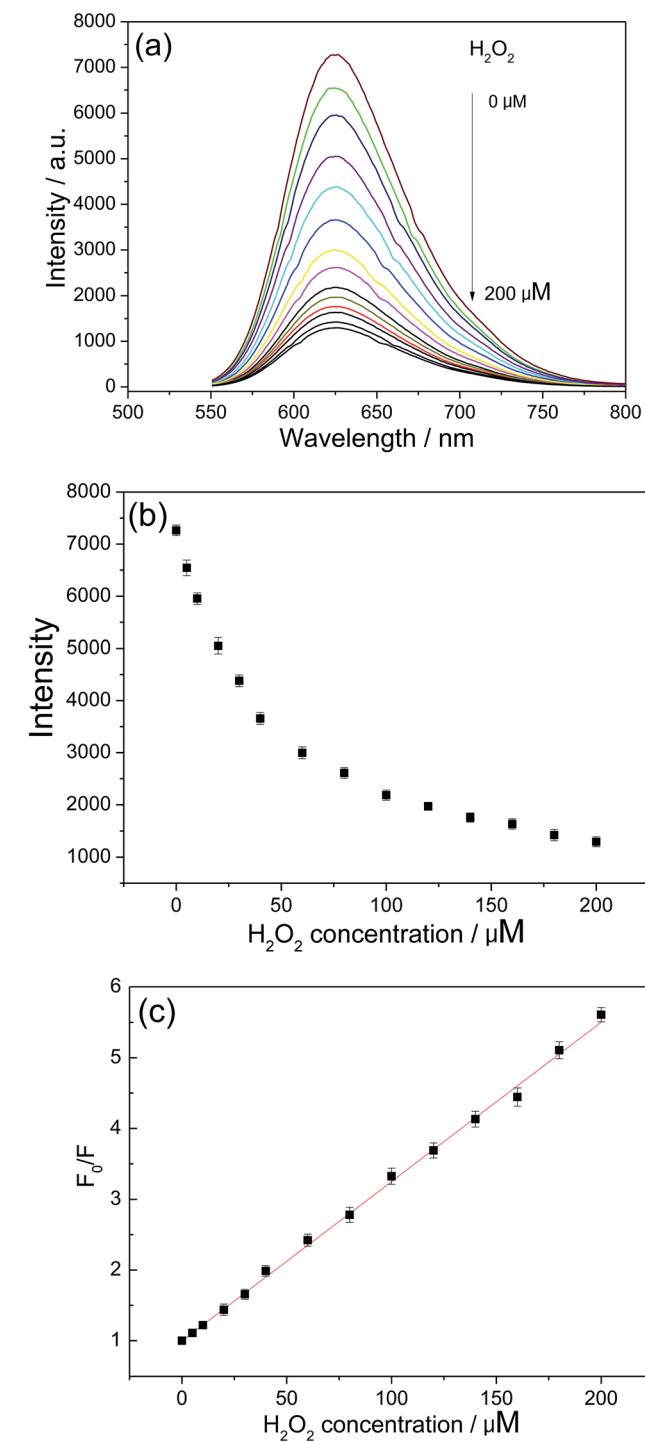 (a)
H₂O₂
0 µM
200 µM
8000
7000
6000
5000
4000
3000
2000
1000
0
Intensity / a.u.
500 550 600 650 700 750 800
Wavelength / nm
(b)
8000
7000
6000
5000
4000
3000
2000
1000
Intensity
0 50 100 150 200
H₂O₂ concentration / µM
(c)
6
5
4
3
2
1
F₀/F
0 50 100 150 200
H₂O₂ concentration / µM